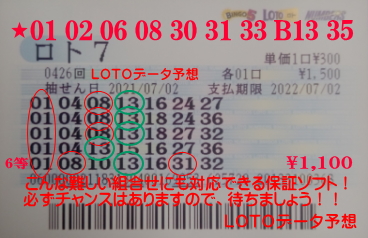 ★01 02 06 08 30 31 33 B13 35
ロト7
単価1口¥300
0426回 LOTOデータ予想
各01口 ¥1,500
抽せん日 2021/07/02 支払期限 2022/07/02
01 04 08 13 16 24 27
01 04 08 13 18 24 36
01 04 08 13 18 27 32
01 04 13 15 16 27 36
6等 01 08 10 13 16 27 32
¥1,100
こんな難しい組合せにも対応できる保証ソフト!
必ずチャンスはありますので、待ちましょう!!
LOTOデータ予想